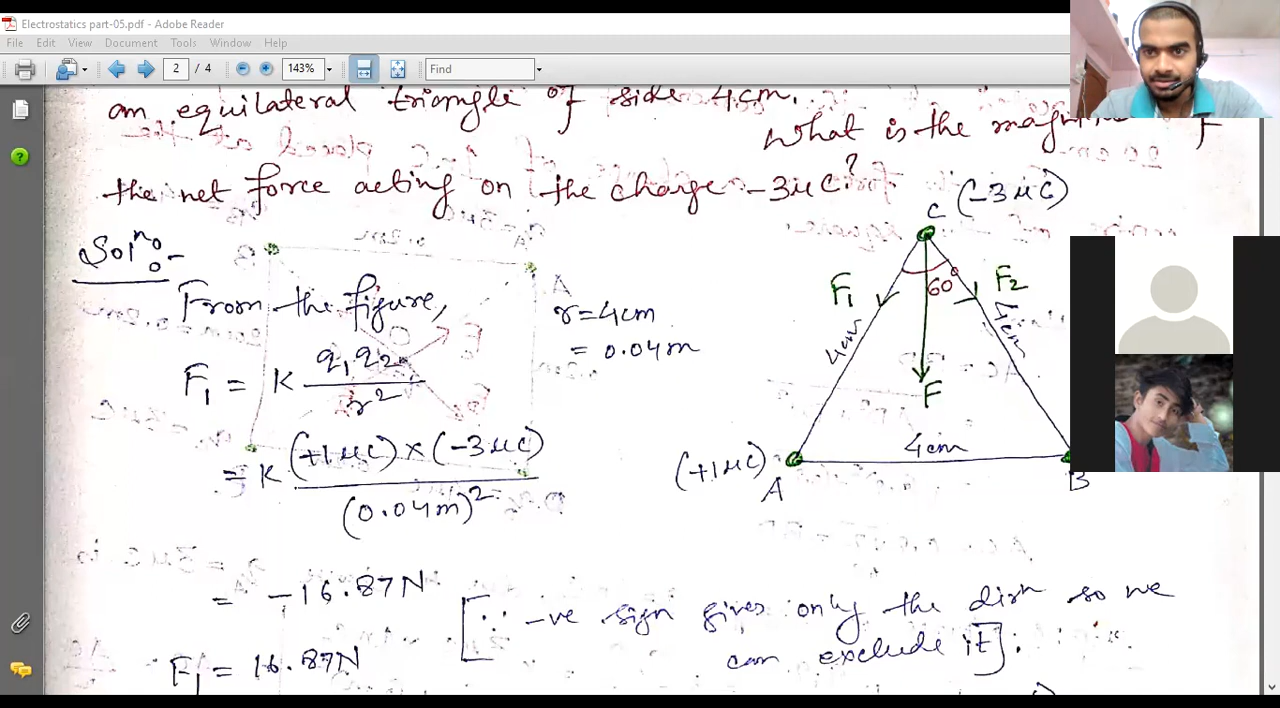 Electrostatics part-05.pdf - Adobe Reader
File Edit View Document Tools Window Help
2 / 4 143% Find
an equilateral triangle of side 4cm.
What is the
the net force acting on the charge -3μC?
Solⁿ:-
From the figure,
r=4cm
= 0.04m
F₁ = K q₁q₂ / r²
= K (+1μC) × (-3μC) / (0.04m)²
= -16.87N
[∵ -ve sign gives only the dirn so we
can exclude it].
F₁ = 16.87N
C (-3μC)
F₁ 60° F₂
4cm 4cm
F
(+1μC) 4cm
A B